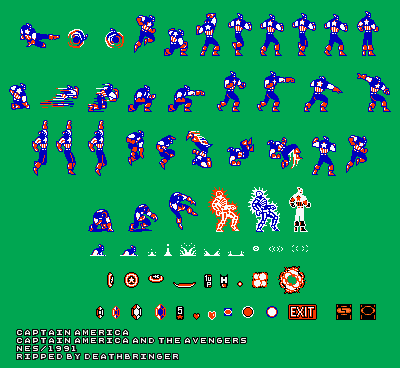 EXIT
CAPTAIN AMERICA
CAPTAIN AMERICA AND THE AVENGERS
NES/1991
RIPPED BY DEATHBRINGER